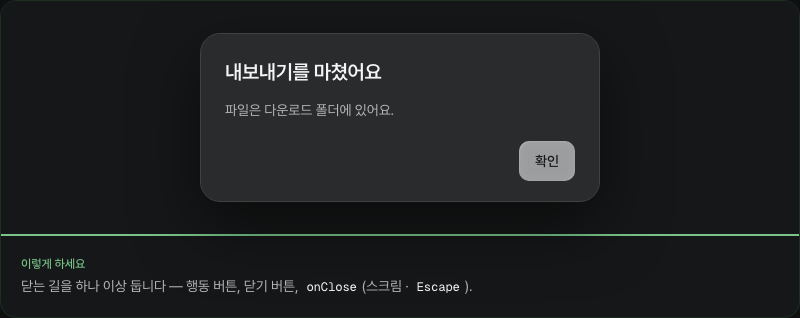 내보내기를 마쳤어요
파일은 다운로드 폴더에 있어요.
확인
이렇게 하세요
닫는 길을 하나 이상 둡니다 — 행동 버튼, 닫기 버튼, onClose (스크림 · Escape ).